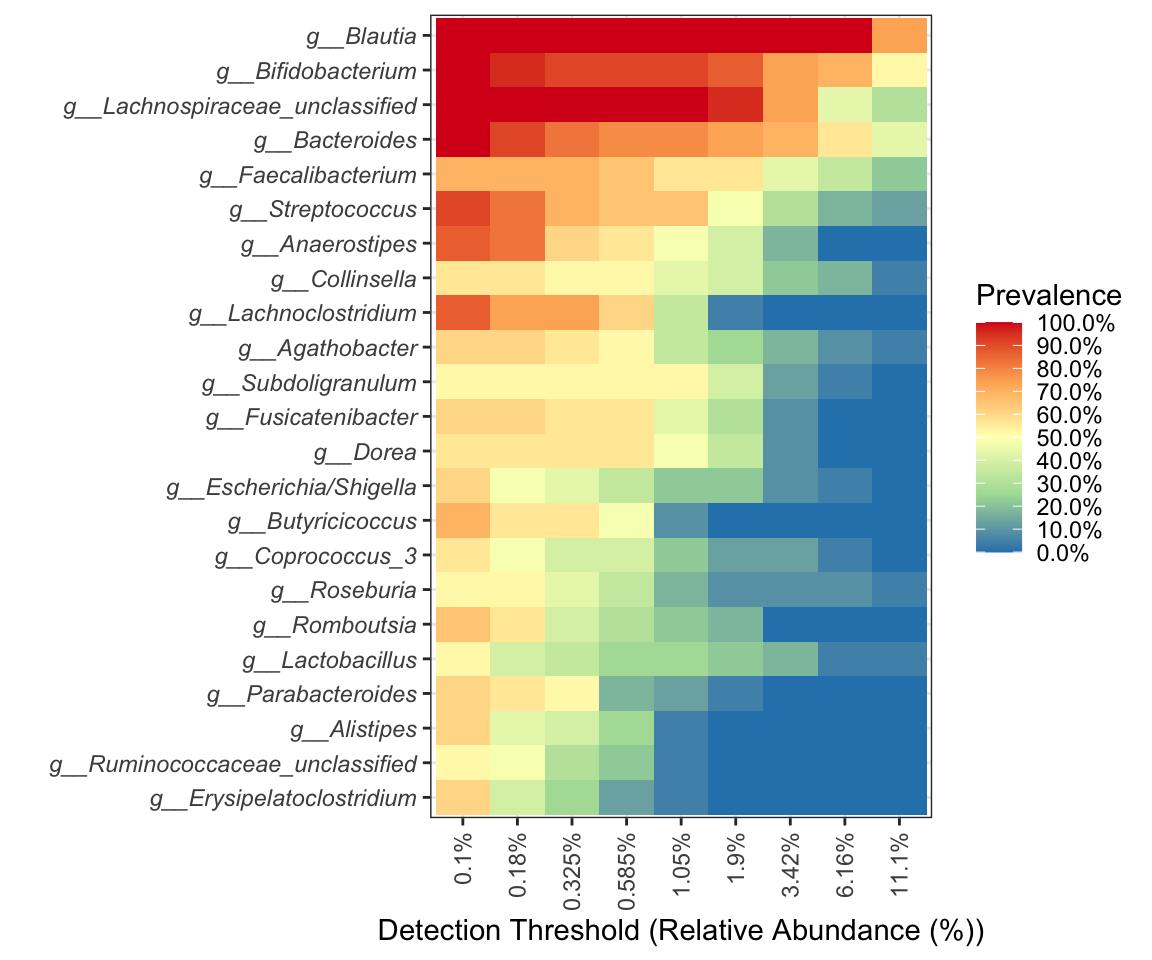 g__Blautia
g__Bifidobacterium
g__Lachnospiraceae_unclassified
g__Bacteroides
g__Faecalibacterium
g__Streptococcus
g__Anaerostipes
g__Collinsella
g__Lachnoclostridium
g__Agathobacter
g__Subdoligranulum
g__Fusicatenibacter
g__Dorea
g__Escherichia/Shigella
g__Butyricicoccus
g__Coprococcus_3
g__Roseburia
g__Romboutsia
g__Lactobacillus
g__Parabacteroides
g__Alistipes
g__Ruminococcaceae_unclassified
g__Erysipelatoclostridium
0.1%
0.18%
0.325%
0.585%
1.05%
1.9%
3.42%
6.16%
11.1%
Detection Threshold (Relative Abundance (%))
Prevalence
100.0%
90.0%
80.0%
70.0%
60.0%
50.0%
40.0%
30.0%
20.0%
10.0%
0.0%